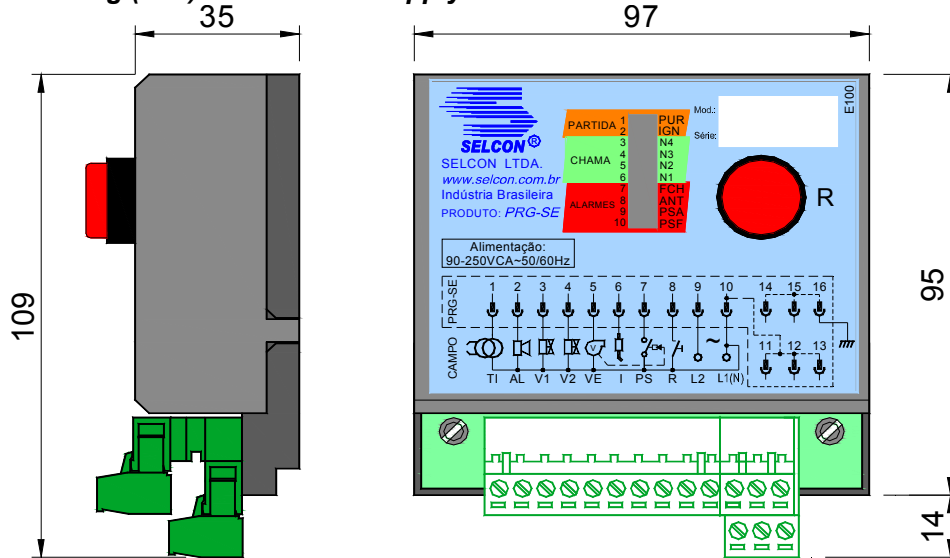 35
97
109
95
14
SELCON ®
SELCON LTDA.
www.selcon.com.br
Indústria Brasileira
PRODUTO: PRG-SE
PARTIDA
1 PUR
2 IGN
CHAMA
3 N4
4 N3
5 N2
6 N1
ALARMES
7 FCH
8 ANT
9 PSA
10 PSF
Mod.:
Série:
E100
R
Alimentação:
90-250VCA~50/60Hz
PRG-SE
1 2 3 4 5 6 7 8 9 10 14 15 16
11 12 13
CAMPO
V
~
TI AL V1 V2 VE I PS R L2 L1(N)